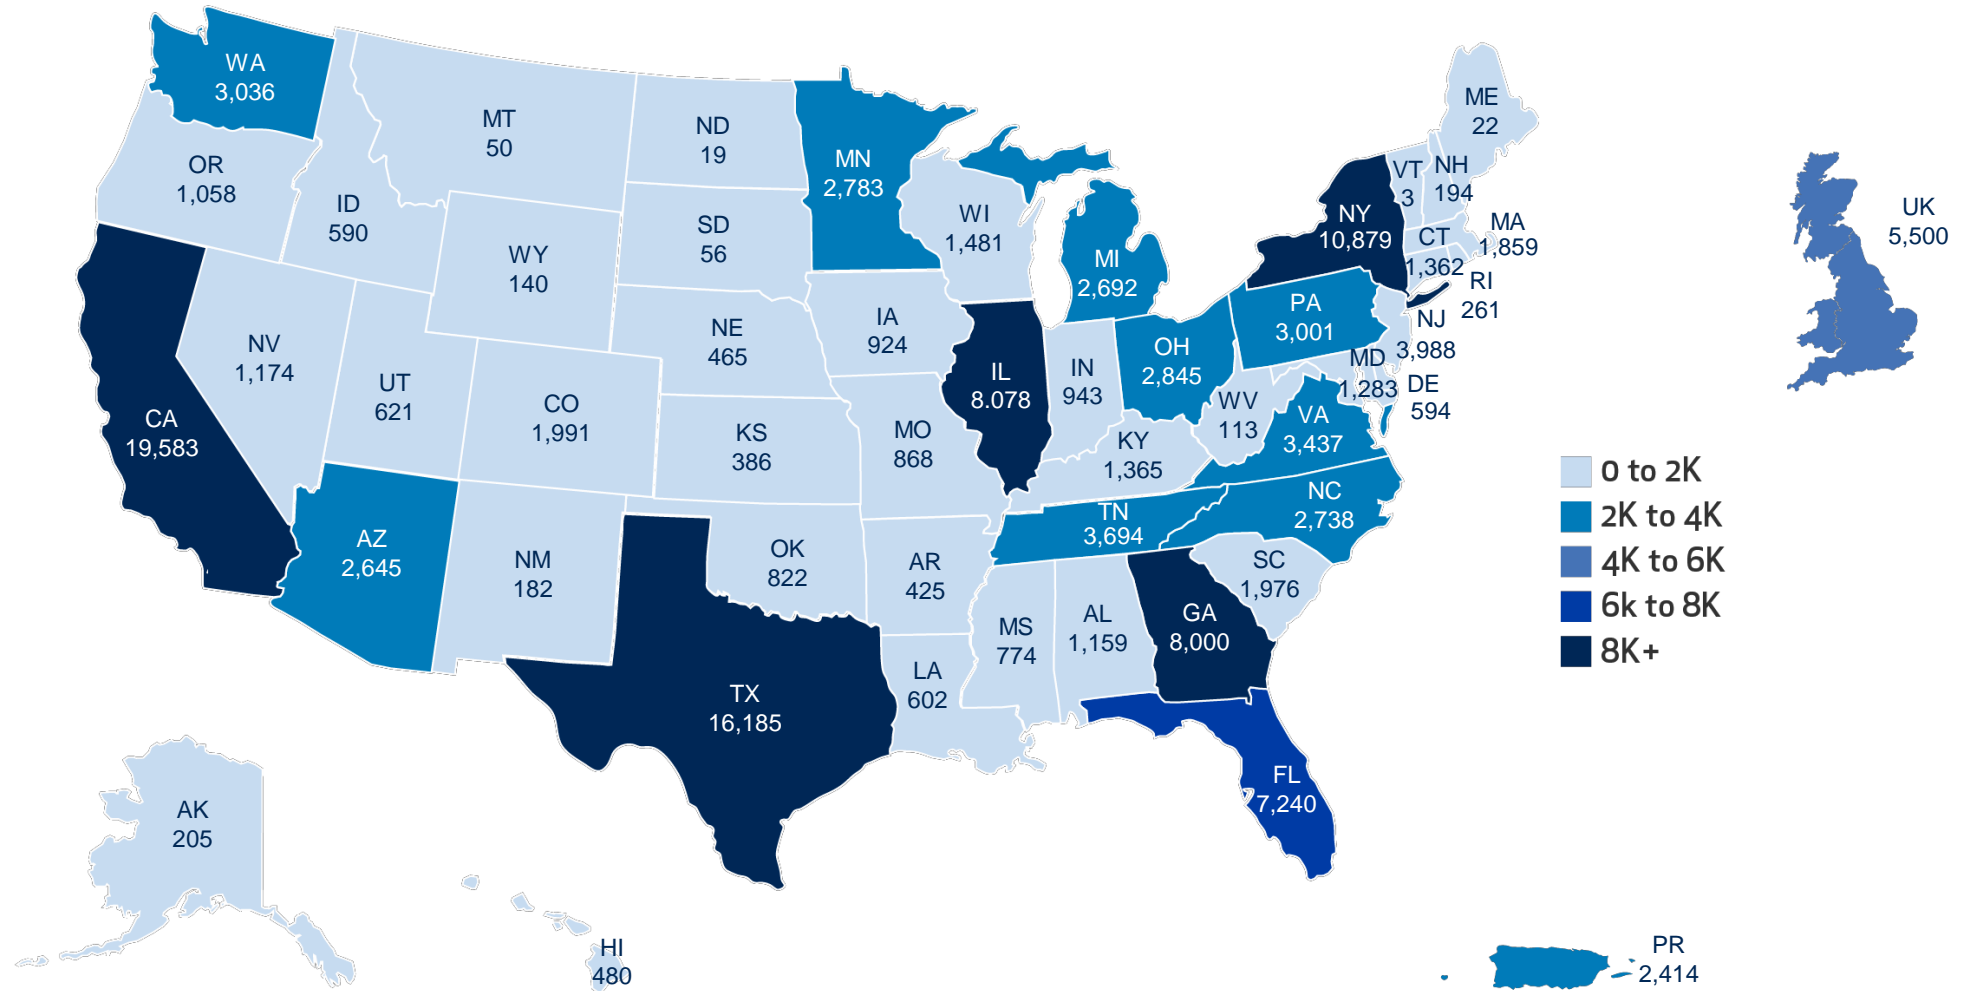 WA
3,036
OR
1,058
CA
19,583
ID
590
NV
1,174
MT
50
WY
140
UT
621
AZ
2,645
CO
1,991
NM
182
ND
19
SD
56
NE
465
KS
386
OK
822
TX
16,185
MN
2,783
IA
924
MO
868
AR
425
LA
602
WI
1,481
IL
8.078
MS
774
MI
2,692
IN
943
KY
1,365
TN
3,694
AL
1,159
OH
2,845
WV
113
GA
8,000
FL
7,240
SC
1,976
NC
2,738
VA
3,437
PA
3,001
NY
10,879
VT
3
NH
194
ME
22
MA
1,859
CT
1,362
RI
261
NJ
3,988
MD
1,283
DE
594
AK
205
HI
480
PR
2,414
UK
5,500
0 to 2K
2K to 4K
4K to 6K
6k to 8K
8K+